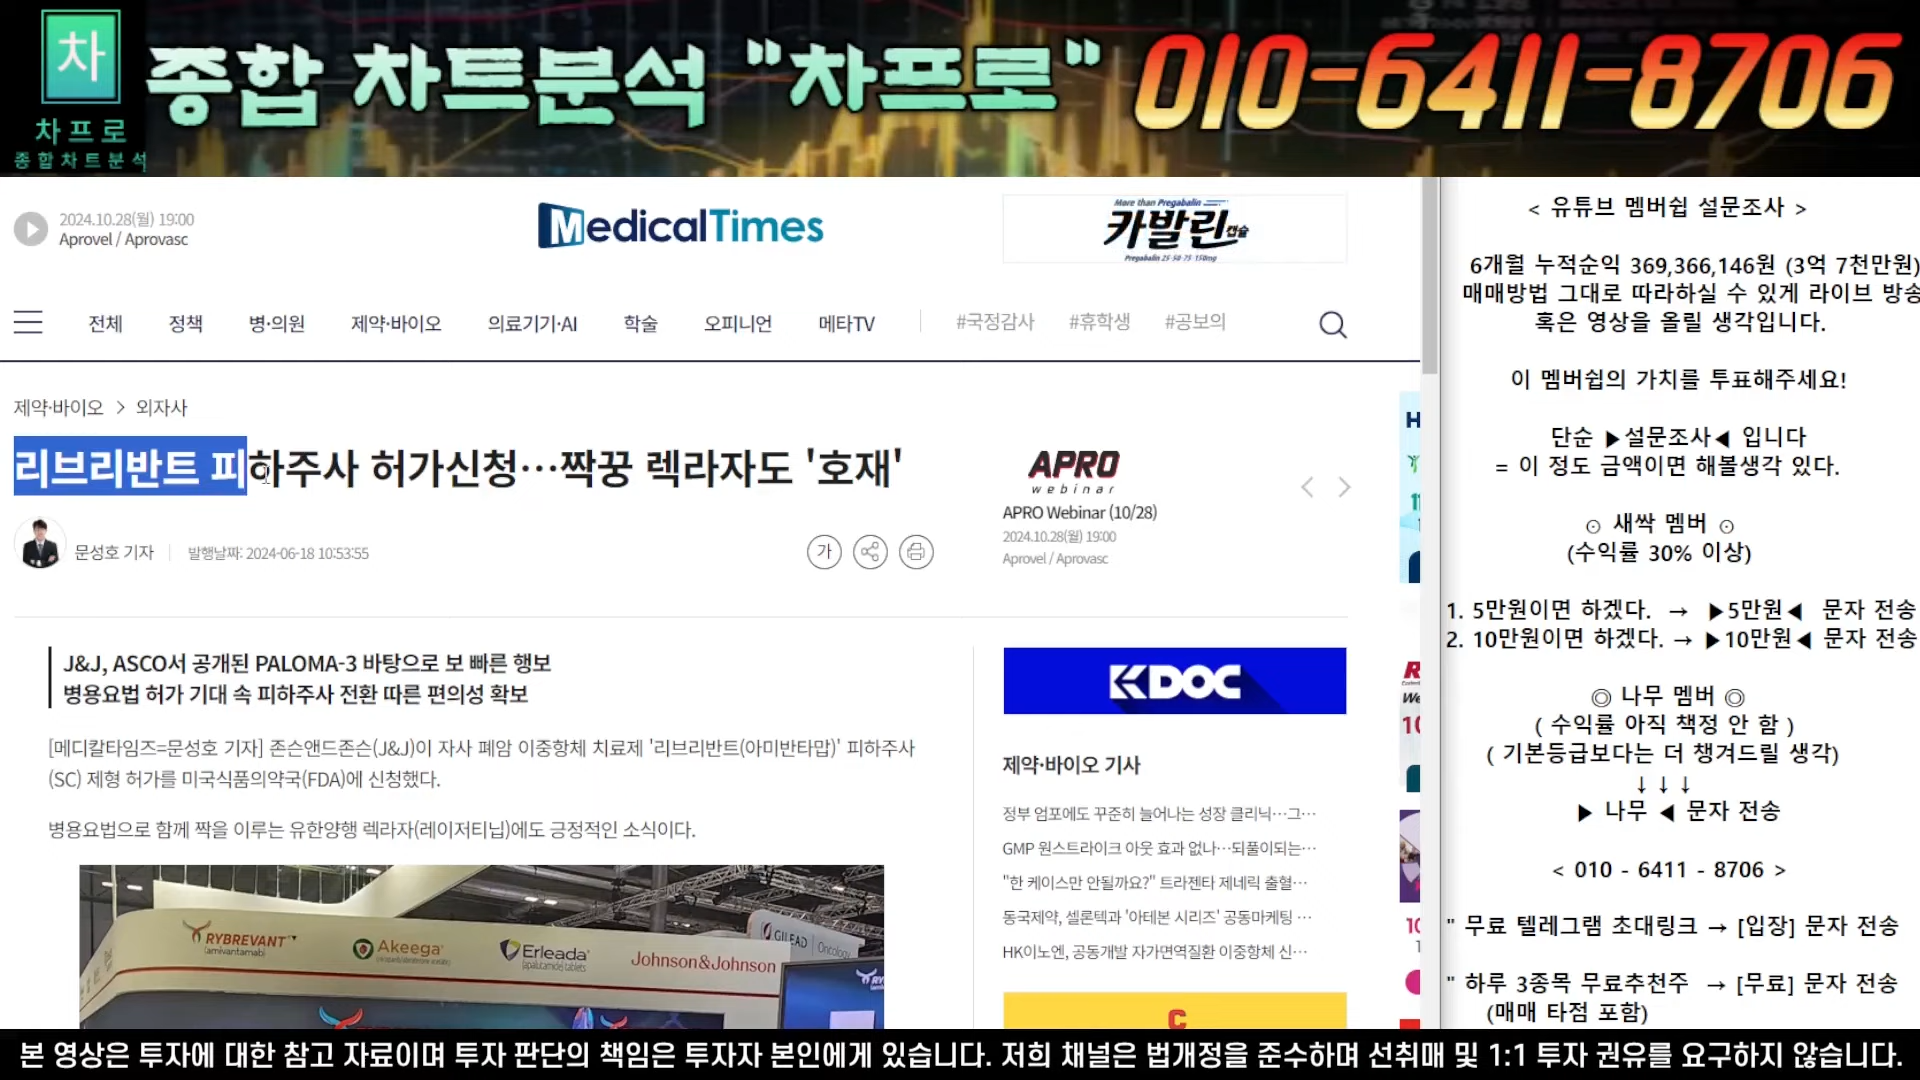 차
차프로
종합차트분석
종합 차트분석 "차프로" 010-6411-8706
2024.10.28(월) 19:00
Aprovel / Aprovasc
MedicalTimes
More than Pregabalin
카발린캡슐
Pregabalin 25·50·75·150mg
전체 정책 병·의원 제약·바이오 의료기기·AI 학술 오피니언 메타TV #국정감사 #휴학생 #공보의
제약·바이오 > 외자사
리브리반트 피하주사 허가신청…짝꿍 렉라자도 '호재'
문성호 기자 발행날짜: 2024-06-18 10:53:55
가
APRO
webinar
APRO Webinar (10/28)
2024.10.28(월) 19:00
Aprovel / Aprovasc
J&J, ASCO서 공개된 PALOMA-3 바탕으로 보 빠른 행보
병용요법 허가 기대 속 피하주사 전환 따른 편의성 확보
[메디칼타임즈=문성호 기자] 존슨앤드존슨(J&J)이 자사 폐암 이중항체 치료제 '리브리반트(아미반타맙)' 피하주사
(SC) 제형 허가를 미국식품의약국(FDA)에 신청했다.
병용요법으로 함께 짝을 이루는 유한양행 렉라자(레이저티닙)에도 긍정적인 소식이다.
RYBREVANT
(amivantamab)
Akeega
Erleada
(apalutamide) tablets
Johnson&Johnson
GILEAD Oncology
KDOC
제약·바이오 기사
정부 엄포에도 꾸준히 늘어나는 성장 클리닉…그…
GMP 원스트라이크 아웃 효과 없나…되풀이되는…
"한 케이스만 안될까요?" 트라젠타 제네릭 출혈…
동국제약, 셀론텍과 '아테본 시리즈' 공동마케팅 …
HK이노엔, 공동개발 자가면역질환 이중항체 신…
C
< 유튜브 멤버쉽 설문조사 >
6개월 누적순익 369,366,146원 (3억 7천만원)
매매방법 그대로 따라하실 수 있게 라이브 방송
혹은 영상을 올릴 생각입니다.
이 멤버쉽의 가치를 투표해주세요!
단순 ▶설문조사◀ 입니다
= 이 정도 금액이면 해볼생각 있다.
⊙ 새싹 멤버 ⊙
(수익률 30% 이상)
1. 5만원이면 하겠다. → ▶5만원◀ 문자 전송
2. 10만원이면 하겠다. → ▶10만원◀ 문자 전송
◎ 나무 멤버 ◎
( 수익률 아직 책정 안 함 )
( 기본등급보다는 더 챙겨드릴 생각)
↓ ↓ ↓
▶ 나무 ◀ 문자 전송
< 010 - 6411 - 8706 >
" 무료 텔레그램 초대링크 → [입장] 문자 전송
" 하루 3종목 무료추천주 → [무료] 문자 전송
(매매 타점 포함)
본 영상은 투자에 대한 참고 자료이며 투자 판단의 책임은 투자자 본인에게 있습니다. 저희 채널은 법개정을 준수하며 선취매 및 1:1 투자 권유를 요구하지 않습니다.